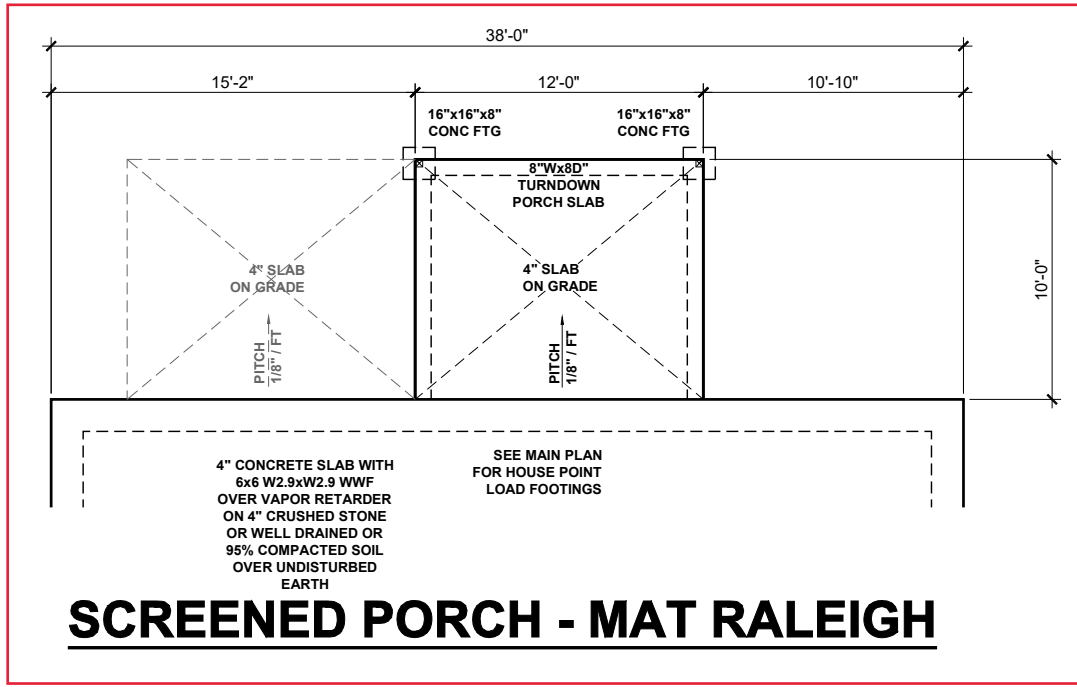 38'-0"
15'-2"
12'-0"
10'-10"
16"x16"x8"
CONC FTG
16"x16"x8"
CONC FTG
8"Wx8D"
TURNDOWN
PORCH SLAB
4" SLAB
ON GRADE
4" SLAB
ON GRADE
10'-0"
PITCH
1/8" / FT
PITCH
1/8" / FT
4" CONCRETE SLAB WITH
6x6 W2.9xW2.9 WWF
OVER VAPOR RETARDER
ON 4" CRUSHED STONE
OR WELL DRAINED OR
95% COMPACTED SOIL
OVER UNDISTURBED
EARTH
SEE MAIN PLAN
FOR HOUSE POINT
LOAD FOOTINGS
SCREENED PORCH - MAT RALEIGH